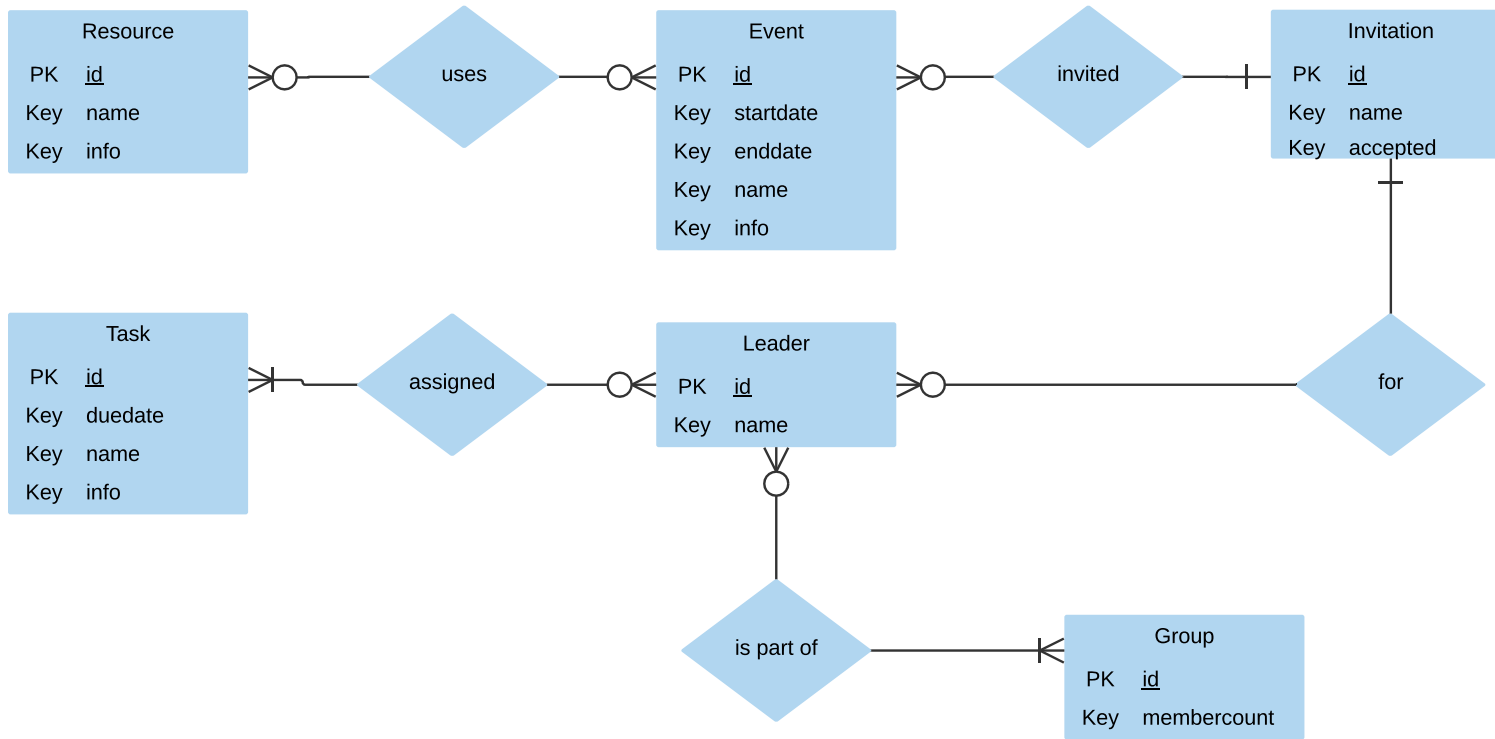 Resource
PK id
Key name
Key info
uses
Event
PK id
Key startdate
Key enddate
Key name
Key info
invited
Invitation
PK id
Key name
Key accepted
Task
PK id
Key duedate
Key name
Key info
assigned
Leader
PK id
Key name
for
is part of
Group
PK id
Key membercount